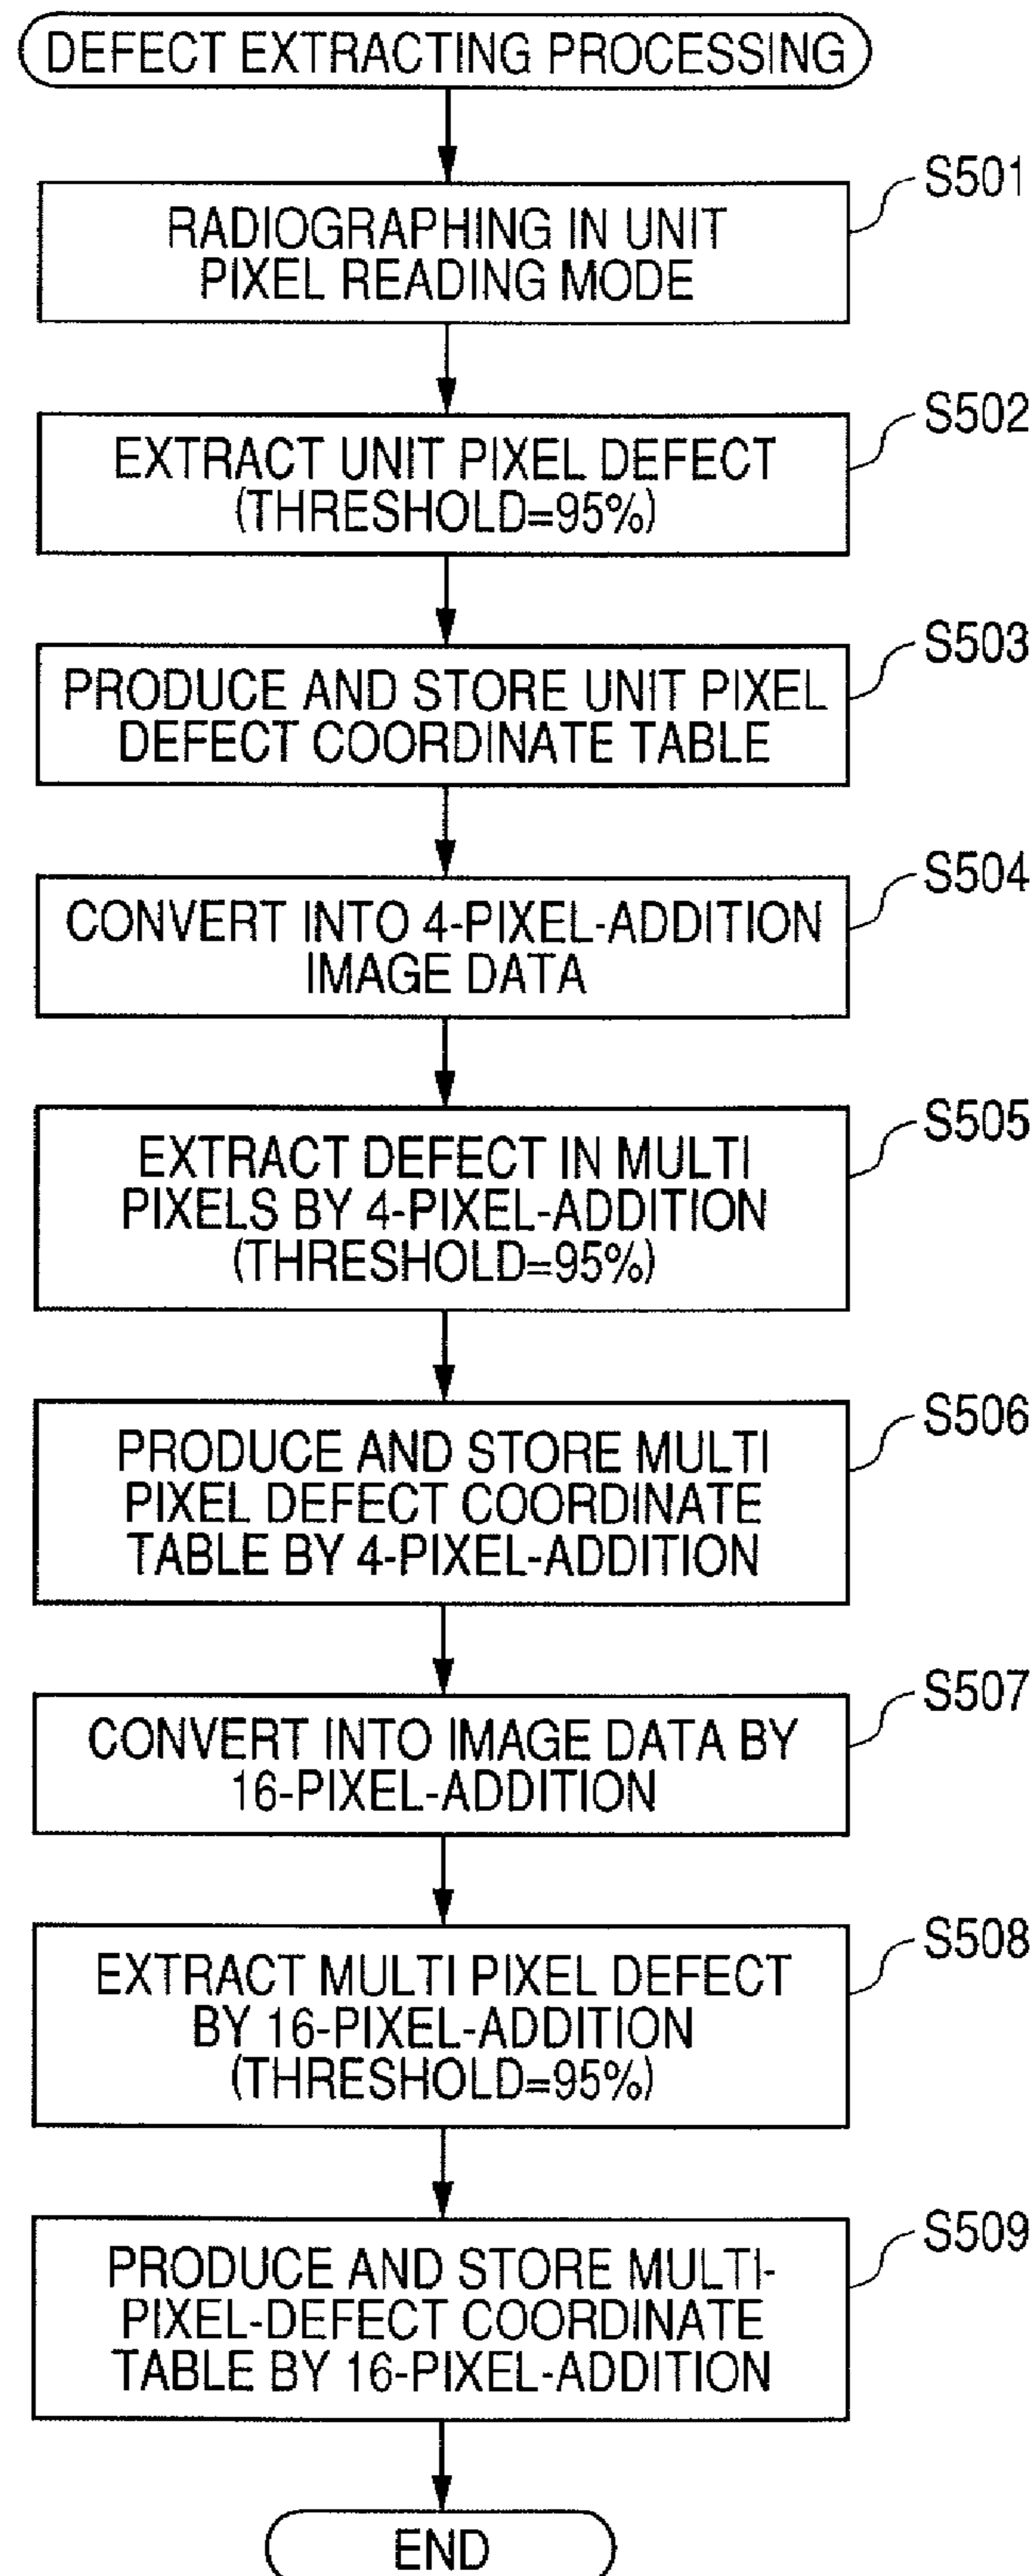 DEFECT EXTRACTING PROCESSING
S501
RADIOGRAPHING IN UNIT
PIXEL READING MODE
S502
EXTRACT UNIT PIXEL DEFECT
(THRESHOLD=95%)
S503
PRODUCE AND STORE UNIT PIXEL
DEFECT COORDINATE TABLE
S504
CONVERT INTO 4-PIXEL-ADDITION
IMAGE DATA
S505
EXTRACT DEFECT IN MULTI
PIXELS BY 4-PIXEL-ADDITION
(THRESHOLD=95%)
S506
PRODUCE AND STORE MULTI
PIXEL DEFECT COORDINATE
TABLE BY 4-PIXEL-ADDITION
S507
CONVERT INTO IMAGE DATA BY
16-PIXEL-ADDITION
S508
EXTRACT MULTI PIXEL DEFECT
BY 16-PIXEL-ADDITION
(THRESHOLD=95%)
S509
PRODUCE AND STORE MULTI-
PIXEL-DEFECT COORDINATE
TABLE BY 16-PIXEL-ADDITION
END